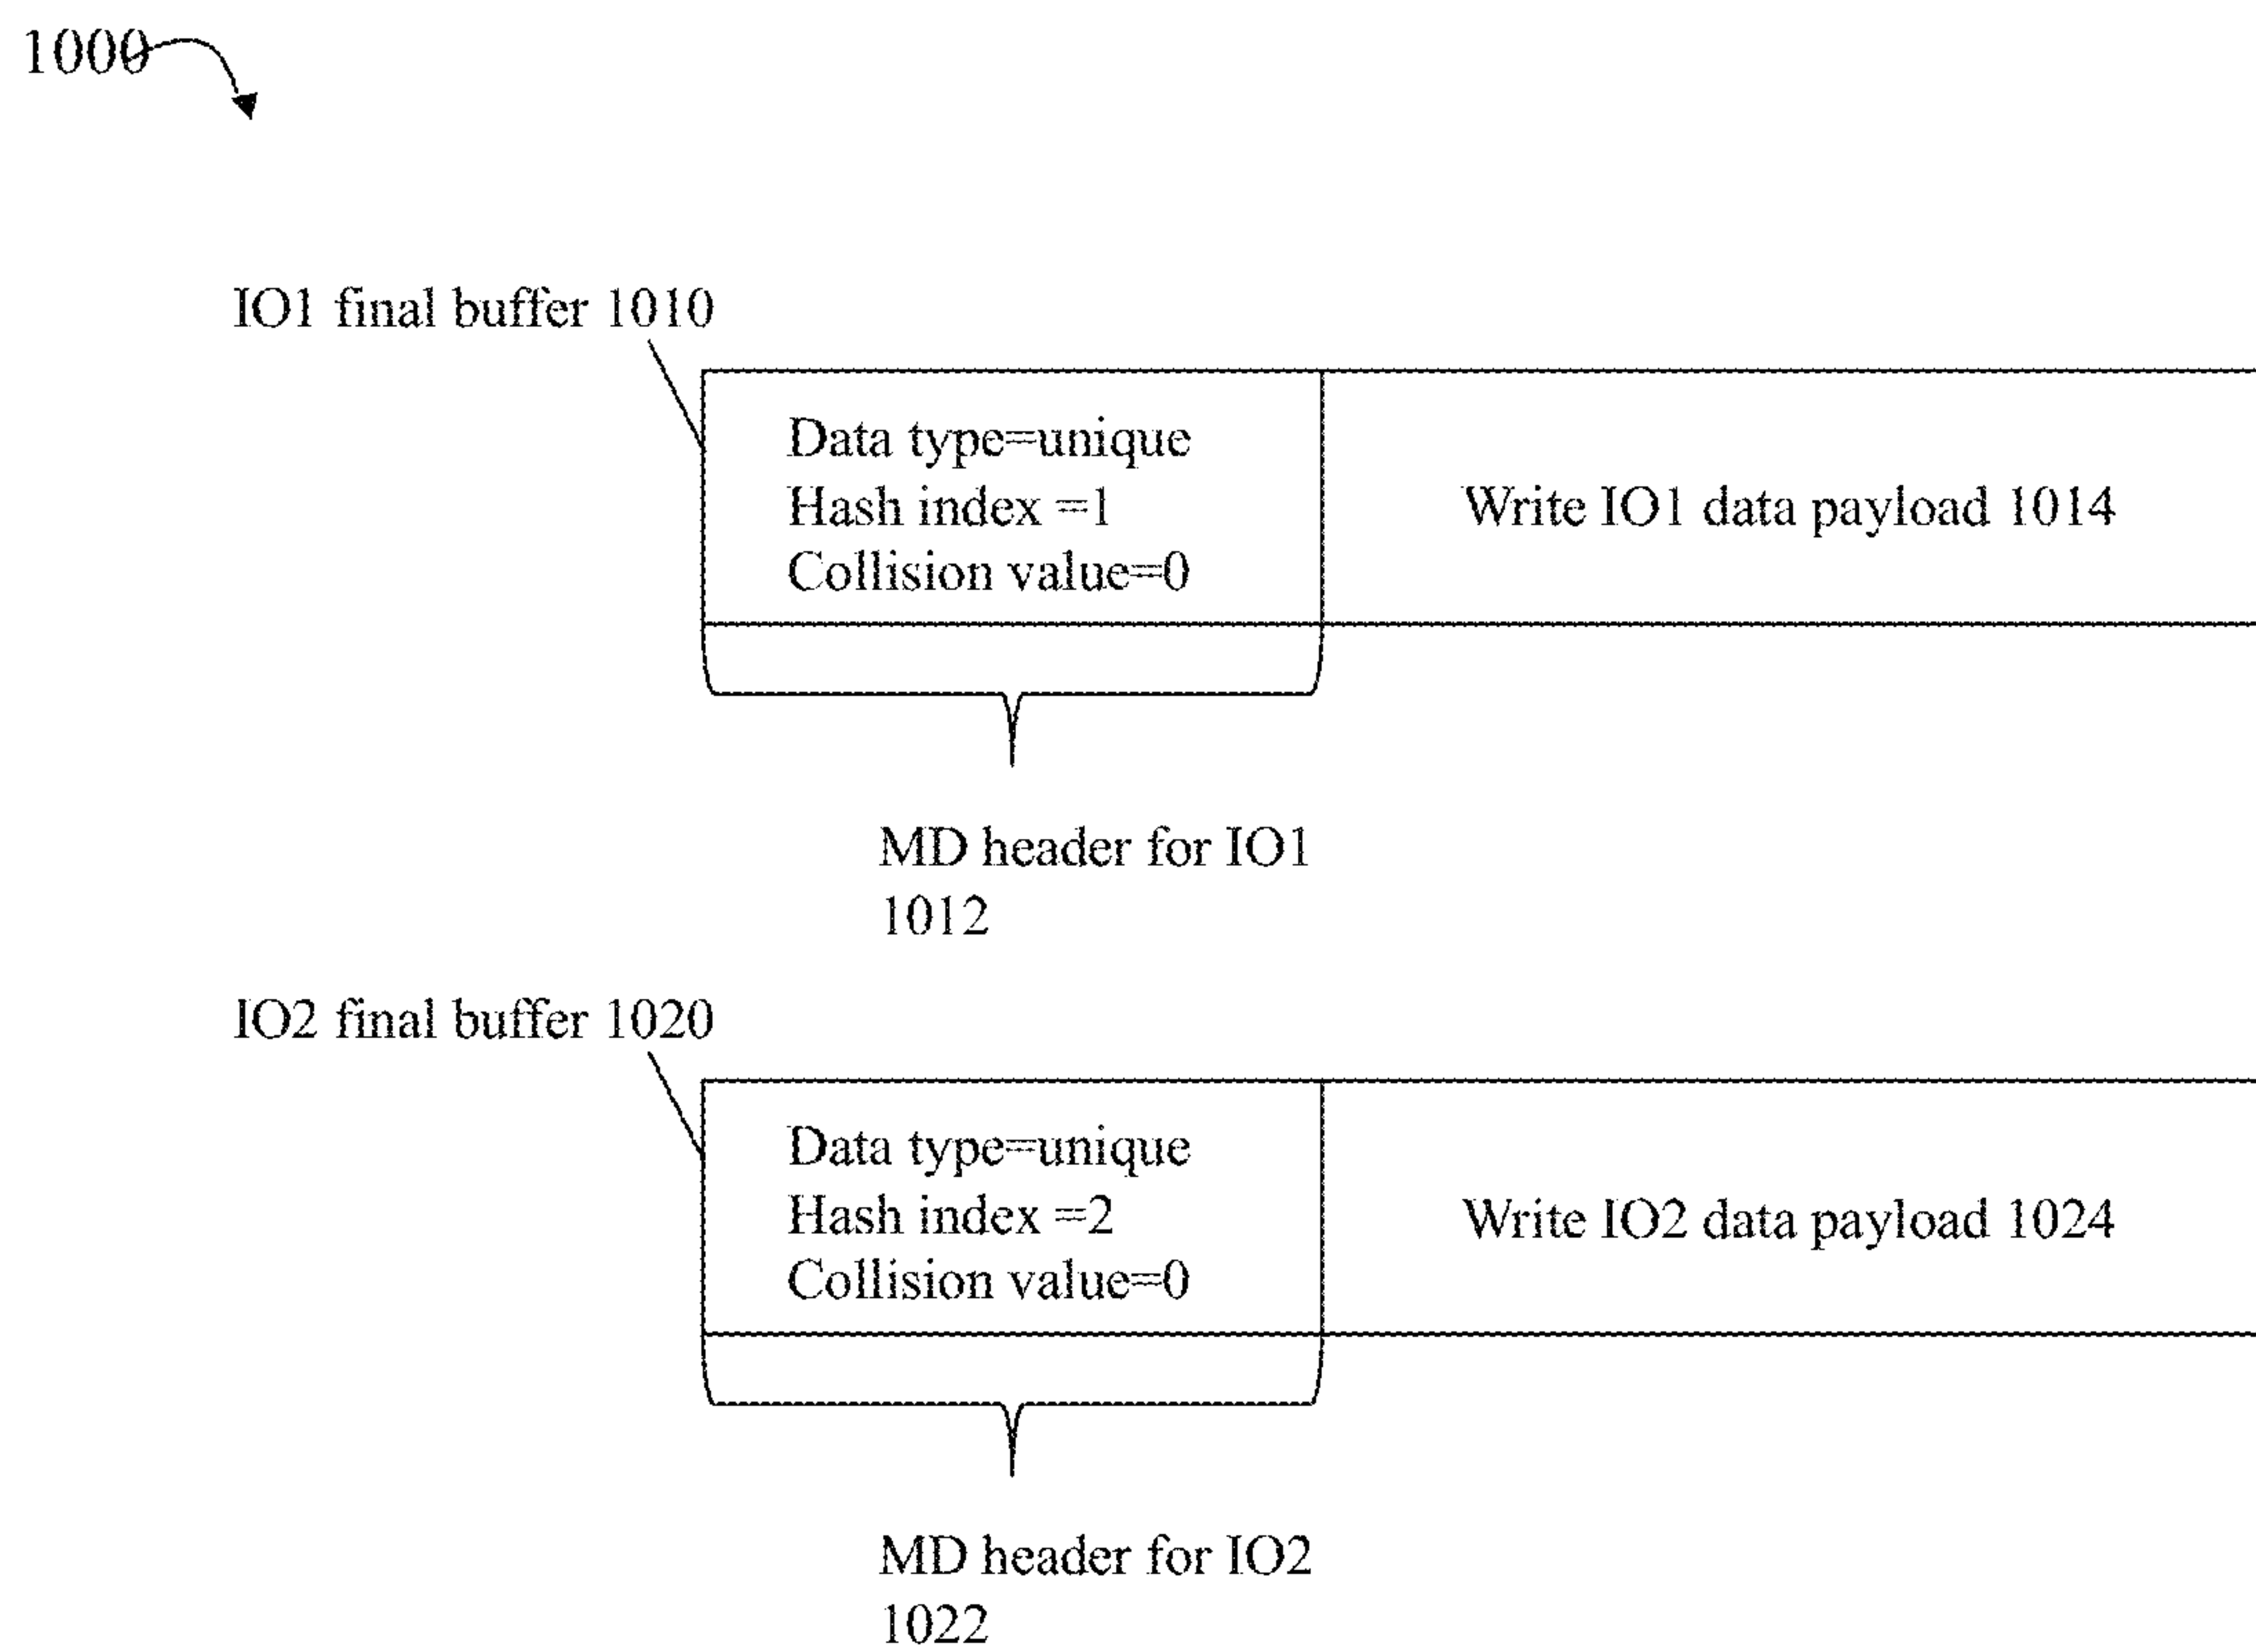 1000
IO1 final buffer 1010
Data type=unique
Hash index =1
Collision value=0
Write IO1 data payload 1014
MD header for IO1
1012
IO2 final buffer 1020
Data type=unique
Hash index =2
Collision value=0
Write IO2 data payload 1024
MD header for IO2
1022